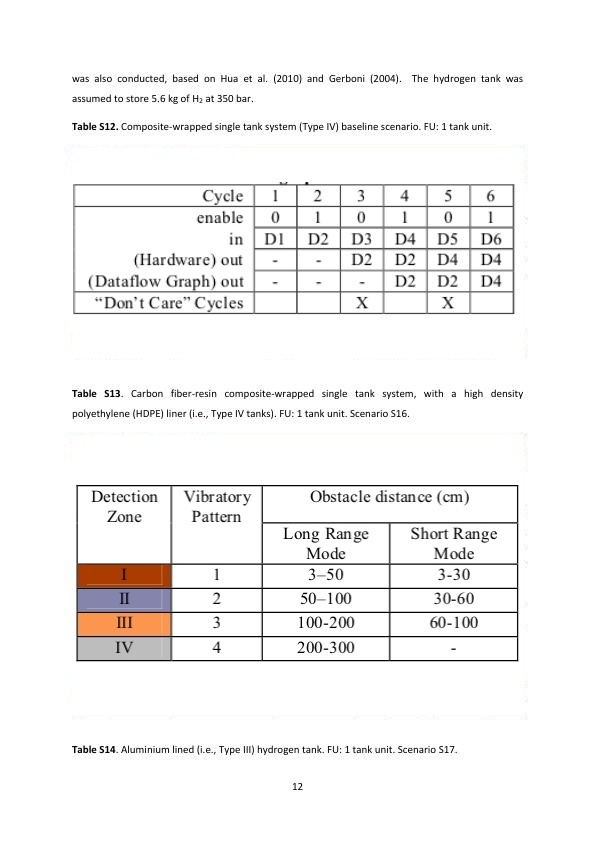 was also conducted, based on Hua et al. (2010) and Gerboni (2004). The hydrogen tank was
assumed to store 5.6 kg of H₂ at 350 bar.
Table S12. Composite-wrapped single tank system (Type IV) baseline scenario. FU: 1 tank unit.
Cycle 1 2 3 4 5 6
enable 0 1 0 1 0 1
in D1 D2 D3 D4 D5 D6
(Hardware) out - - D2 D2 D4 D4
(Dataflow Graph) out - - - D2 D2 D4
“Don’t Care” Cycles X X
Table S13. Carbon fiber-resin composite-wrapped single tank system, with a high density
polyethylene (HDPE) liner (i.e., Type IV tanks). FU: 1 tank unit. Scenario S16.
Detection Vibratory Obstacle distance (cm)
Zone Pattern
Long Range Short Range
Mode Mode
I 1 3–50 3-30
II 2 50–100 30-60
III 3 100-200 60-100
IV 4 200-300 -
Table S14. Aluminium lined (i.e., Type III) hydrogen tank. FU: 1 tank unit. Scenario S17.
12